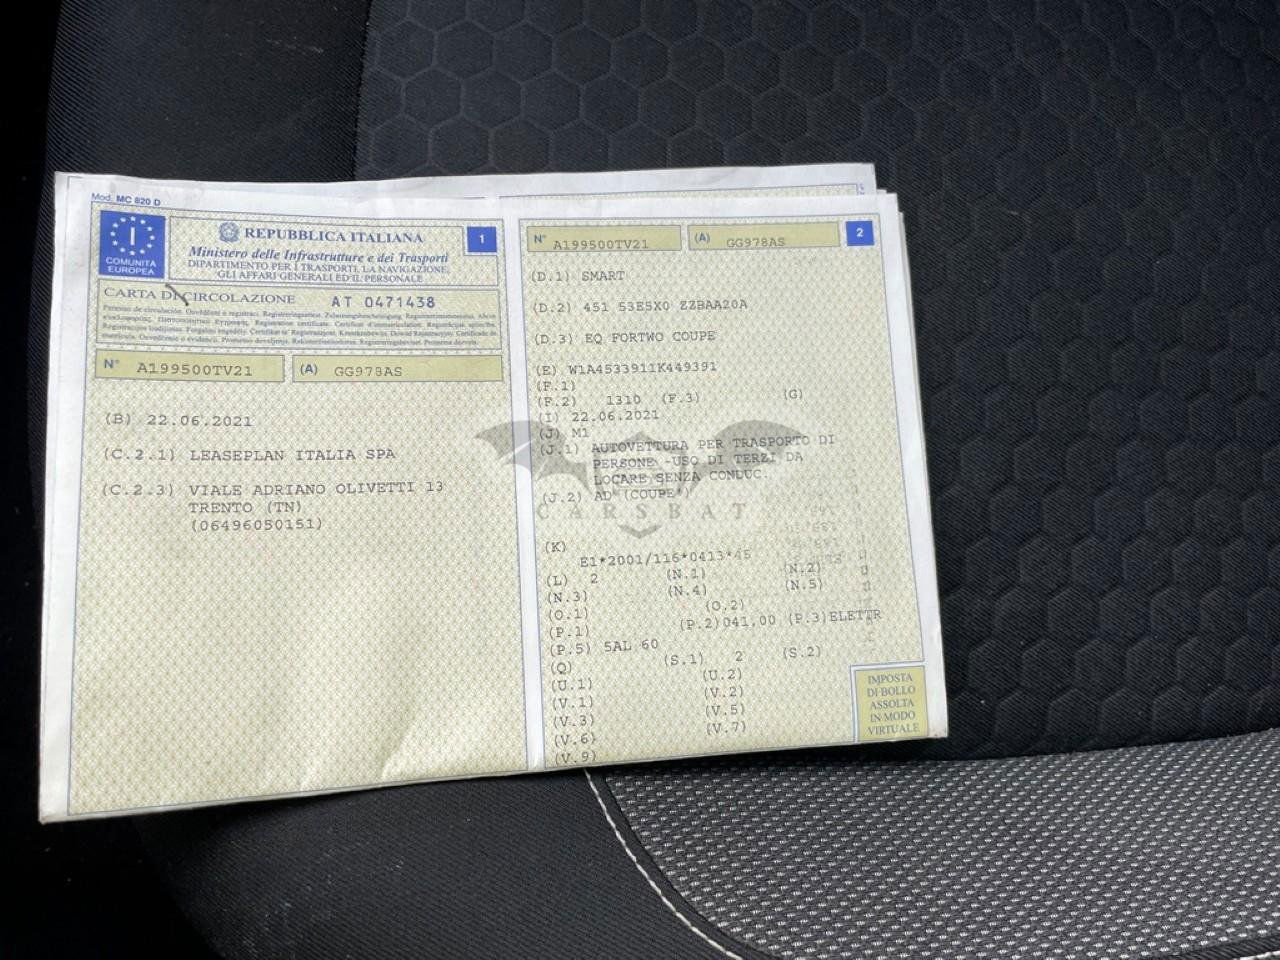 Mod. MC 820 D
I
COMUNITA
EUROPEA
REPUBBLICA ITALIANA
1
Ministero delle Infrastrutture e dei Trasporti
DIPARTIMENTO PER I TRASPORTI, LA NAVIGAZIONE,
GLI AFFARI GENERALI ED IL PERSONALE
CARTA DI CIRCOLAZIONE AT 0471438
N° A199500TV21 (A) GG978AS
(B) 22.06.2021
(C.2.1) LEASEPLAN ITALIA SPA
(C.2.3) VIALE ADRIANO OLIVETTI 13
TRENTO (TN)
(06496050151)
N° A199500TV21 (A) GG978AS 2
(D.1) SMART
(D.2) 451 53E5X0 ZZBAA20A
(D.3) EQ FORTWO COUPE
(E) W1A4533911K449391
(F.1)
(F.2) 1310 (F.3) (G)
(I) 22.06.2021
(J) M1
(J.1) AUTOVETTURA PER TRASPORTO DI
PERSONE -USO DI TERZI DA
LOCARE SENZA CONDUC.
(J.2) AD (COUPE')
CARSBAT
(K)
E1*2001/116*0413*45
(L) 2 (N.1) (N.2)
(N.3) (N.4) (N.5)
(O.1) (O.2)
(P.1) (P.2)041,00 (P.3)ELETTR
(P.5) 5AL 60
(Q) (S.1) 2 (S.2)
(U.1) (U.2)
(V.1) (V.2)
(V.3) (V.5)
(V.6) (V.7)
(V.9)
IMPOSTA
DI BOLLO
ASSOLTA
IN MODO
VIRTUALE